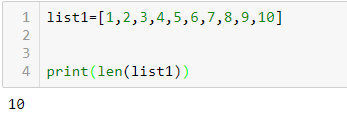 1 list1=[1,2,3,4,5,6,7,8,9,10]
2
3
4 print(len(list1))
10